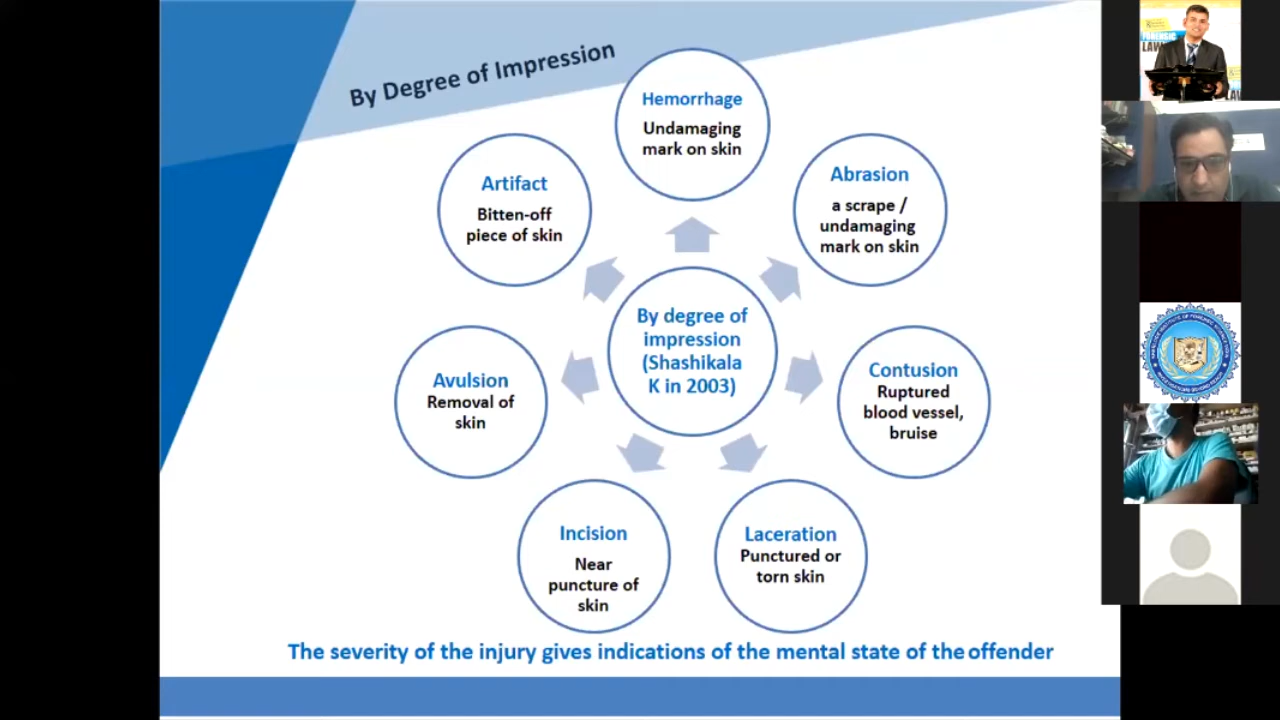 By Degree of Impression
Hemorrhage
Undamaging
mark on skin
Abrasion
a scrape /
undamaging
mark on skin
Contusion
Ruptured
blood vessel,
bruise
Laceration
Punctured or
torn skin
Incision
Near
puncture of
skin
Avulsion
Removal of
skin
Artifact
Bitten-off
piece of skin
By degree of
impression
(Shashikala
K in 2003)
The severity of the injury gives indications of the mental state of the offender
FORENSIC
LAW